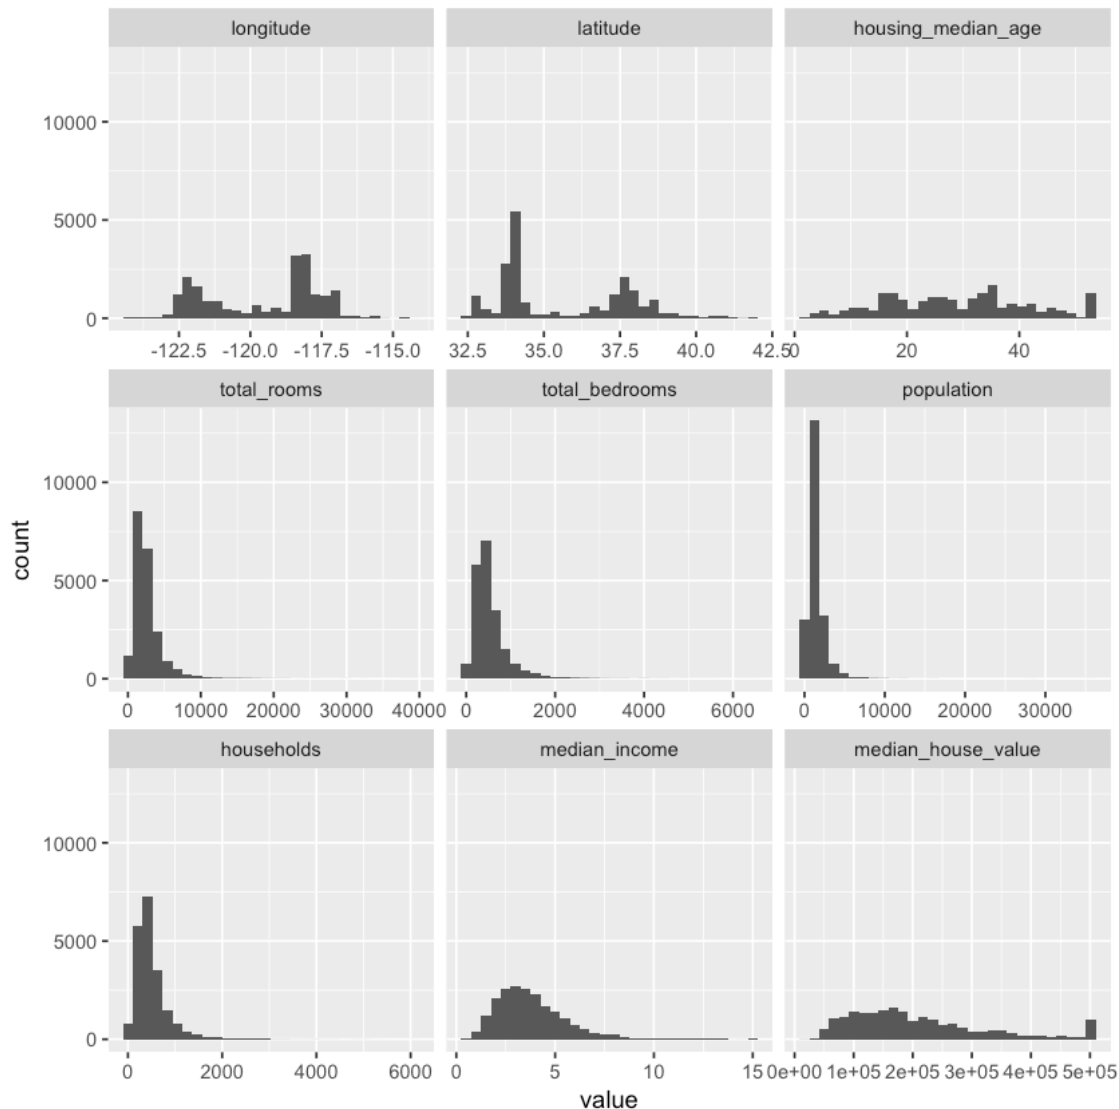 longitude latitude housing_median_age
10000
5000
0
-122.5 -120.0 -117.5 -115.0 32.5 35.0 37.5 40.0 42.5 0 20 40
total_rooms total_bedrooms population
10000
5000
0
0 10000 20000 30000 40000 0 2000 4000 6000 0 10000 20000 30000
count
households median_income median_house_value
10000
5000
0
0 2000 4000 6000 0 5 10 15 0e+00 1e+05 2e+05 3e+05 4e+05 5e+05
value